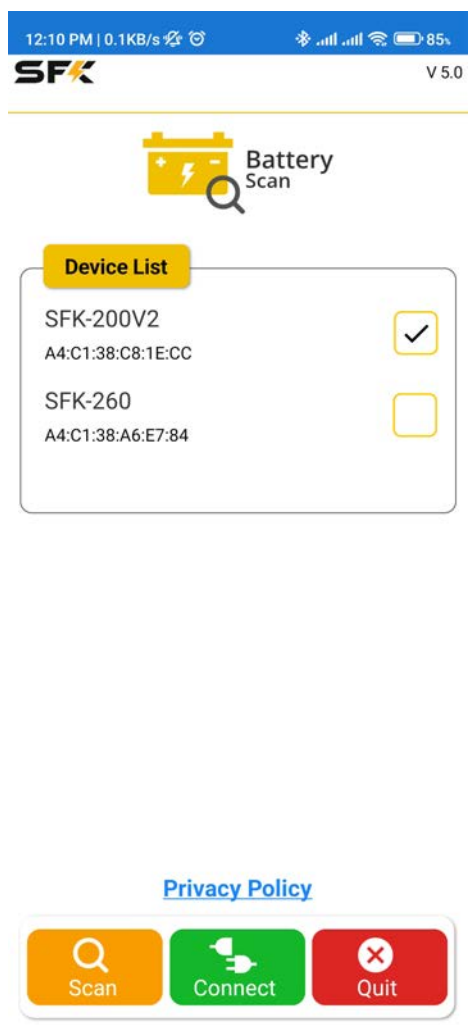 12:10 PM | 0.1KB/s 85%
SFK V 5.0
Battery
Scan
Device List
SFK-200V2
A4:C1:38:C8:1E:CC
SFK-260
A4:C1:38:A6:E7:84
Privacy Policy
Scan Connect Quit